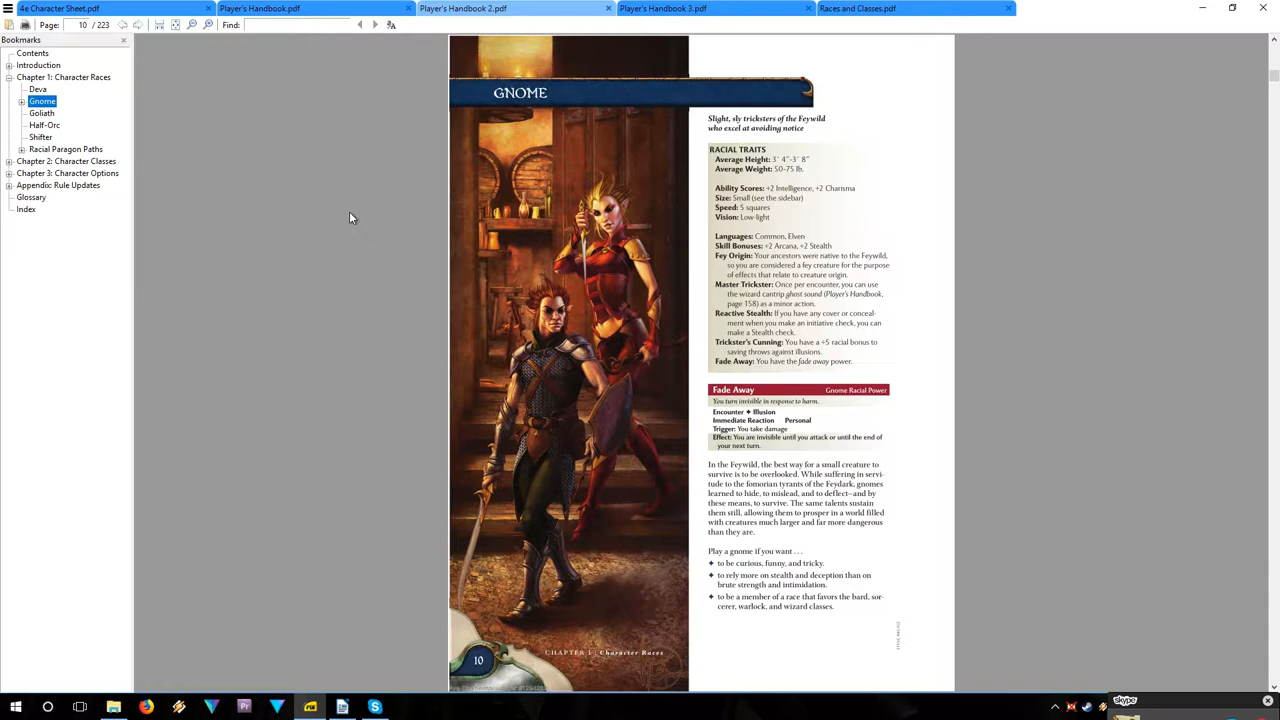 4e Character Sheet.pdf
Player's Handbook.pdf
Player's Handbook 2.pdf
Player's Handbook 3.pdf
Races and Classes.pdf
Page: 10 / 223
Find:
Bookmarks
Contents
Introduction
Chapter 1: Character Races
Deva
Gnome
Goliath
Half-Orc
Shifter
Racial Paragon Paths
Chapter 2: Character Classes
Chapter 3: Character Options
Appendix: Rule Updates
Glossary
Index
GNOME
Slight, sly tricksters of the Feywild
who excel at avoiding notice
RACIAL TRAITS
Average Height: 3´ 4˝-3´ 8˝
Average Weight: 50-75 lb.
Ability Scores: +2 Intelligence, +2 Charisma
Size: Small (see the sidebar)
Speed: 5 squares
Vision: Low-light
Languages: Common, Elven
Skill Bonuses: +2 Arcana, +2 Stealth
Fey Origin: Your ancestors were native to the Feywild,
so you are considered a fey creature for the purpose
of effects that relate to creature origin.
Master Trickster: Once per encounter, you can use
the wizard cantrip ghost sound (Player's Handbook,
page 158) as a minor action.
Reactive Stealth: If you have any cover or conceal-
ment when you make an initiative check, you can
make a Stealth check.
Trickster's Cunning: You have a +5 racial bonus to
saving throws against illusions.
Fade Away: You have the fade away power.
Fade Away Gnome Racial Power
You turn invisible in response to harm.
Encounter ✦ Illusion
Immediate Reaction Personal
Trigger: You take damage
Effect: You are invisible until you attack or until the end of
your next turn.
In the Feywild, the best way for a small creature to
survive is to be overlooked. While suffering in servi-
tude to the fomorian tyrants of the Feydark, gnomes
learned to hide, to mislead, and to deflect—and by
these means, to survive. The same talents sustain
them still, allowing them to prosper in a world filled
with creatures much larger and far more dangerous
than they are.
Play a gnome if you want . . .
✦ to be curious, funny, and tricky.
✦ to rely more on stealth and deception than on
brute strength and intimidation.
✦ to be a member of a race that favors the bard, sor-
cerer, warlock, and wizard classes.
10
CHAPTER 1 | Character Races
skype